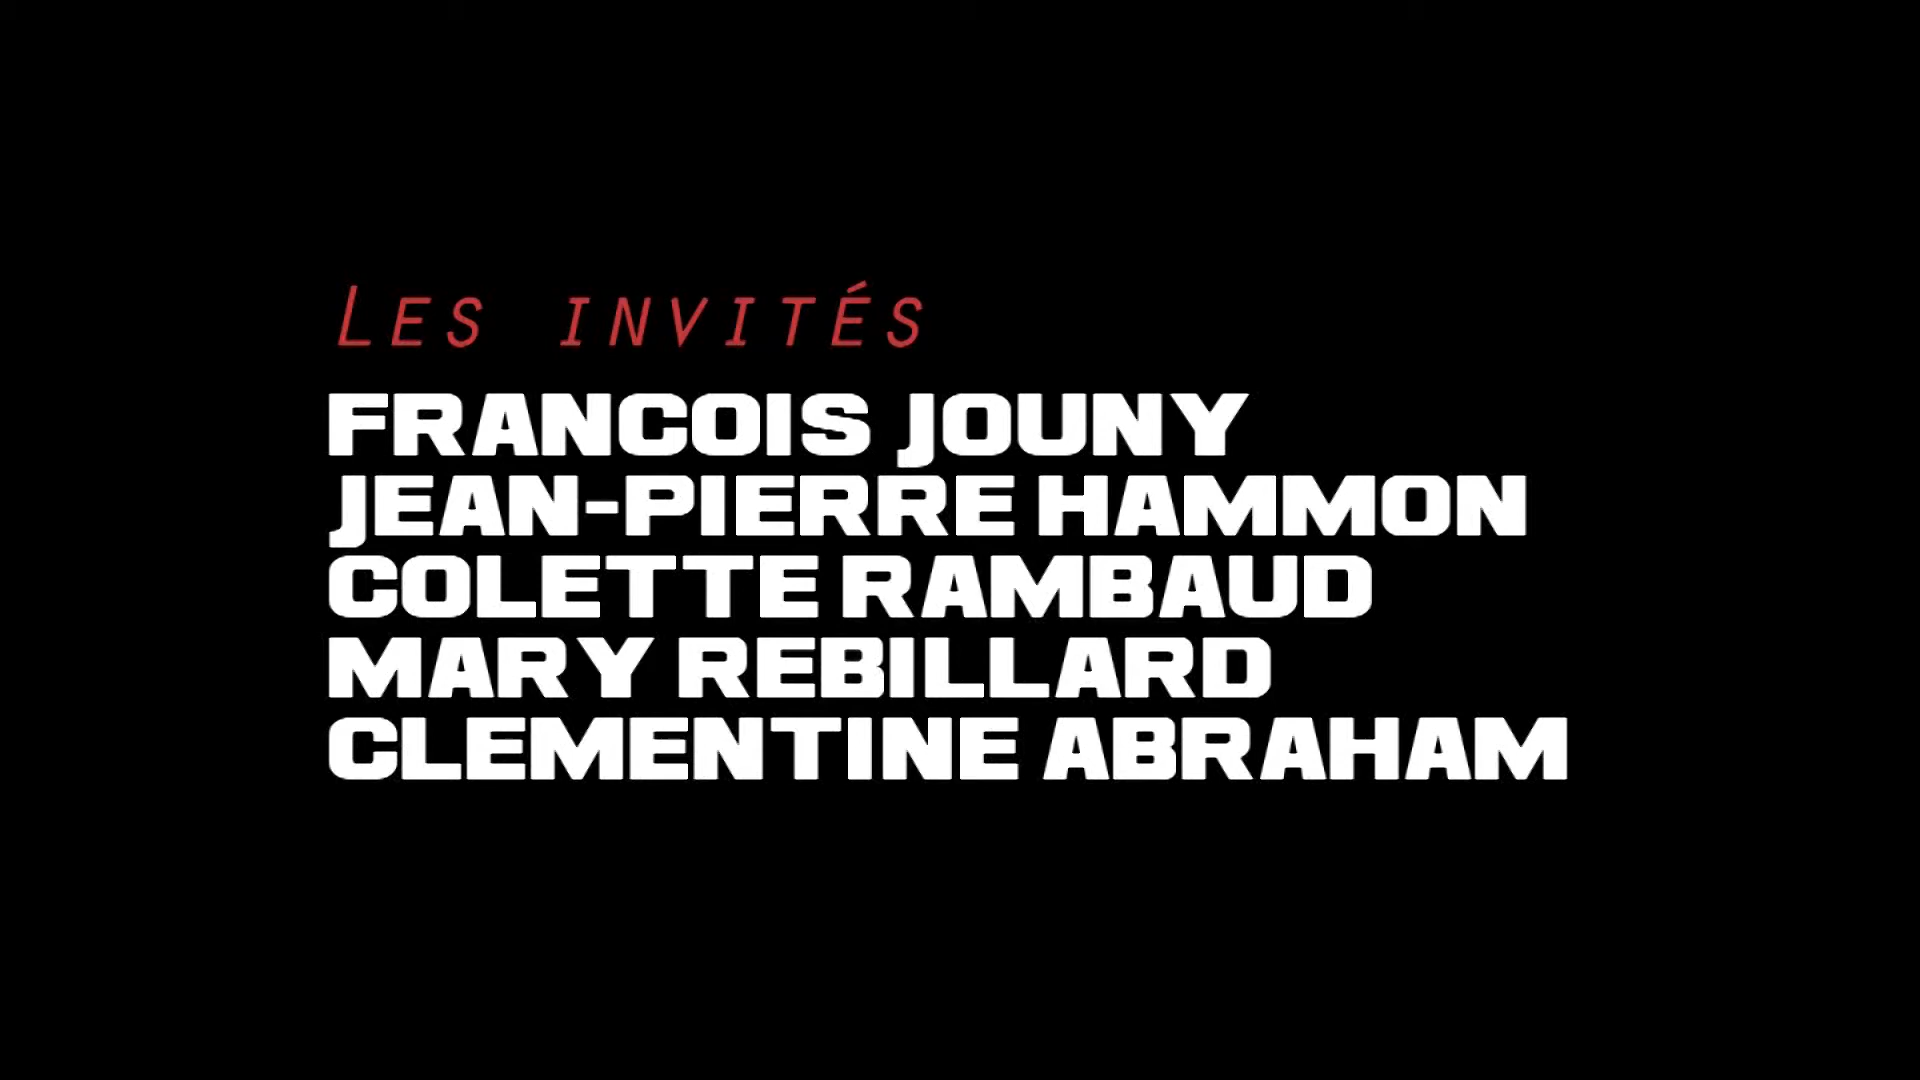 Les invités
FRANCOIS JOUNY
JEAN-PIERRE HAMMON
COLETTE RAMBAUD
MARY REBILLARD
CLEMENTINE ABRAHAM